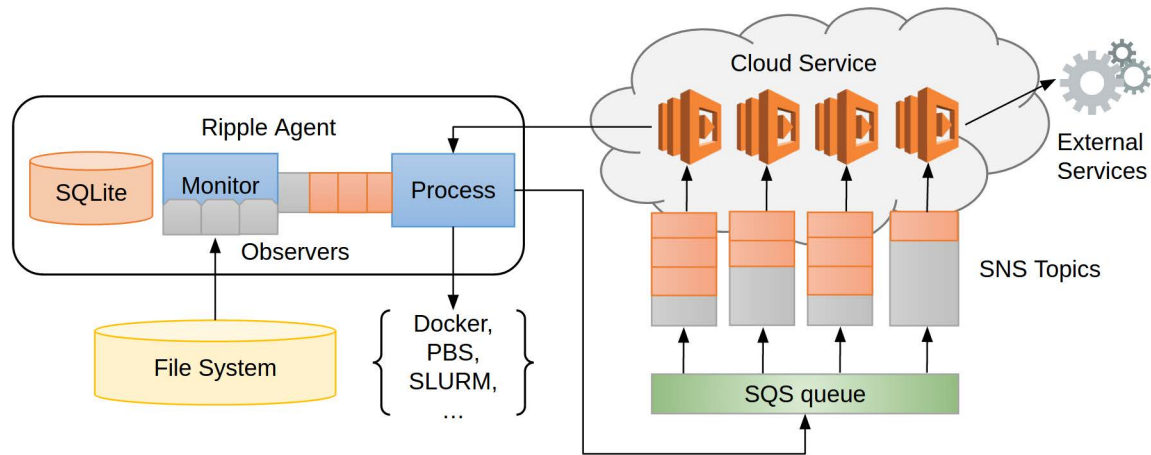 Cloud Service
Ripple Agent
External
Services
SQLite
Monitor
Process
Observers
SNS Topics
Docker,
PBS,
SLURM,
...
File System
SQS queue